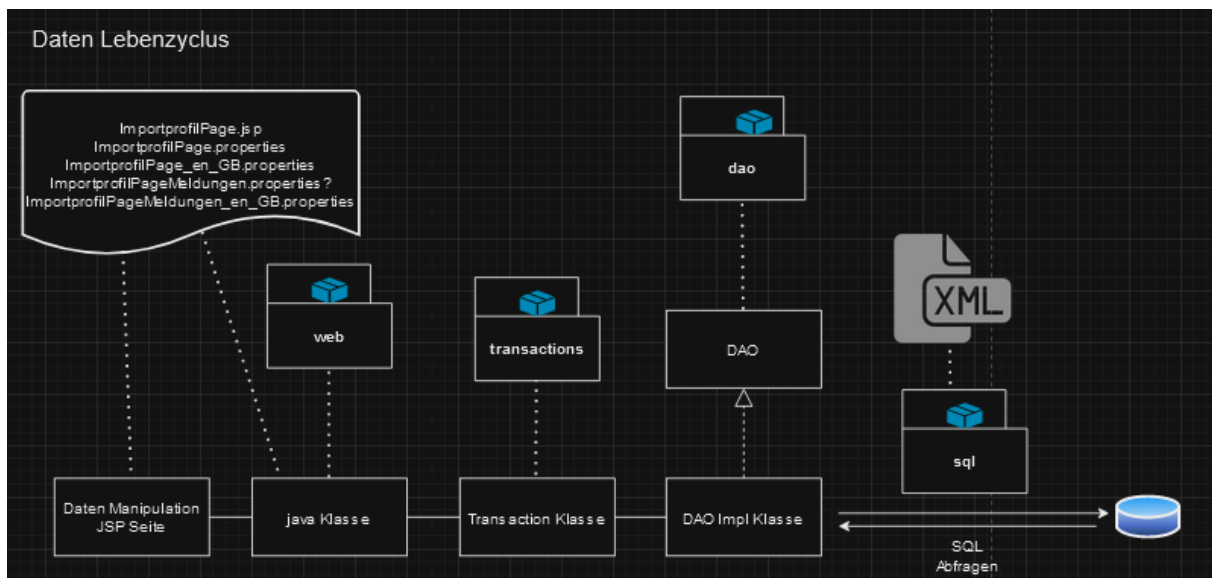 Daten Lebenzyclus
ImportprofilPage.jsp
ImportprofilPage.properties
ImportprofilPage_en_GB.properties
ImportprofilPageMeldungen.properties ?
ImportprofilPageMeldungen_en_GB.properties
dao
web
transactions
XML
DAO
sql
Daten Manipulation
JSP Seite
java Klasse
Transaction Klasse
DAO Impl Klasse
SQL
Abfragen